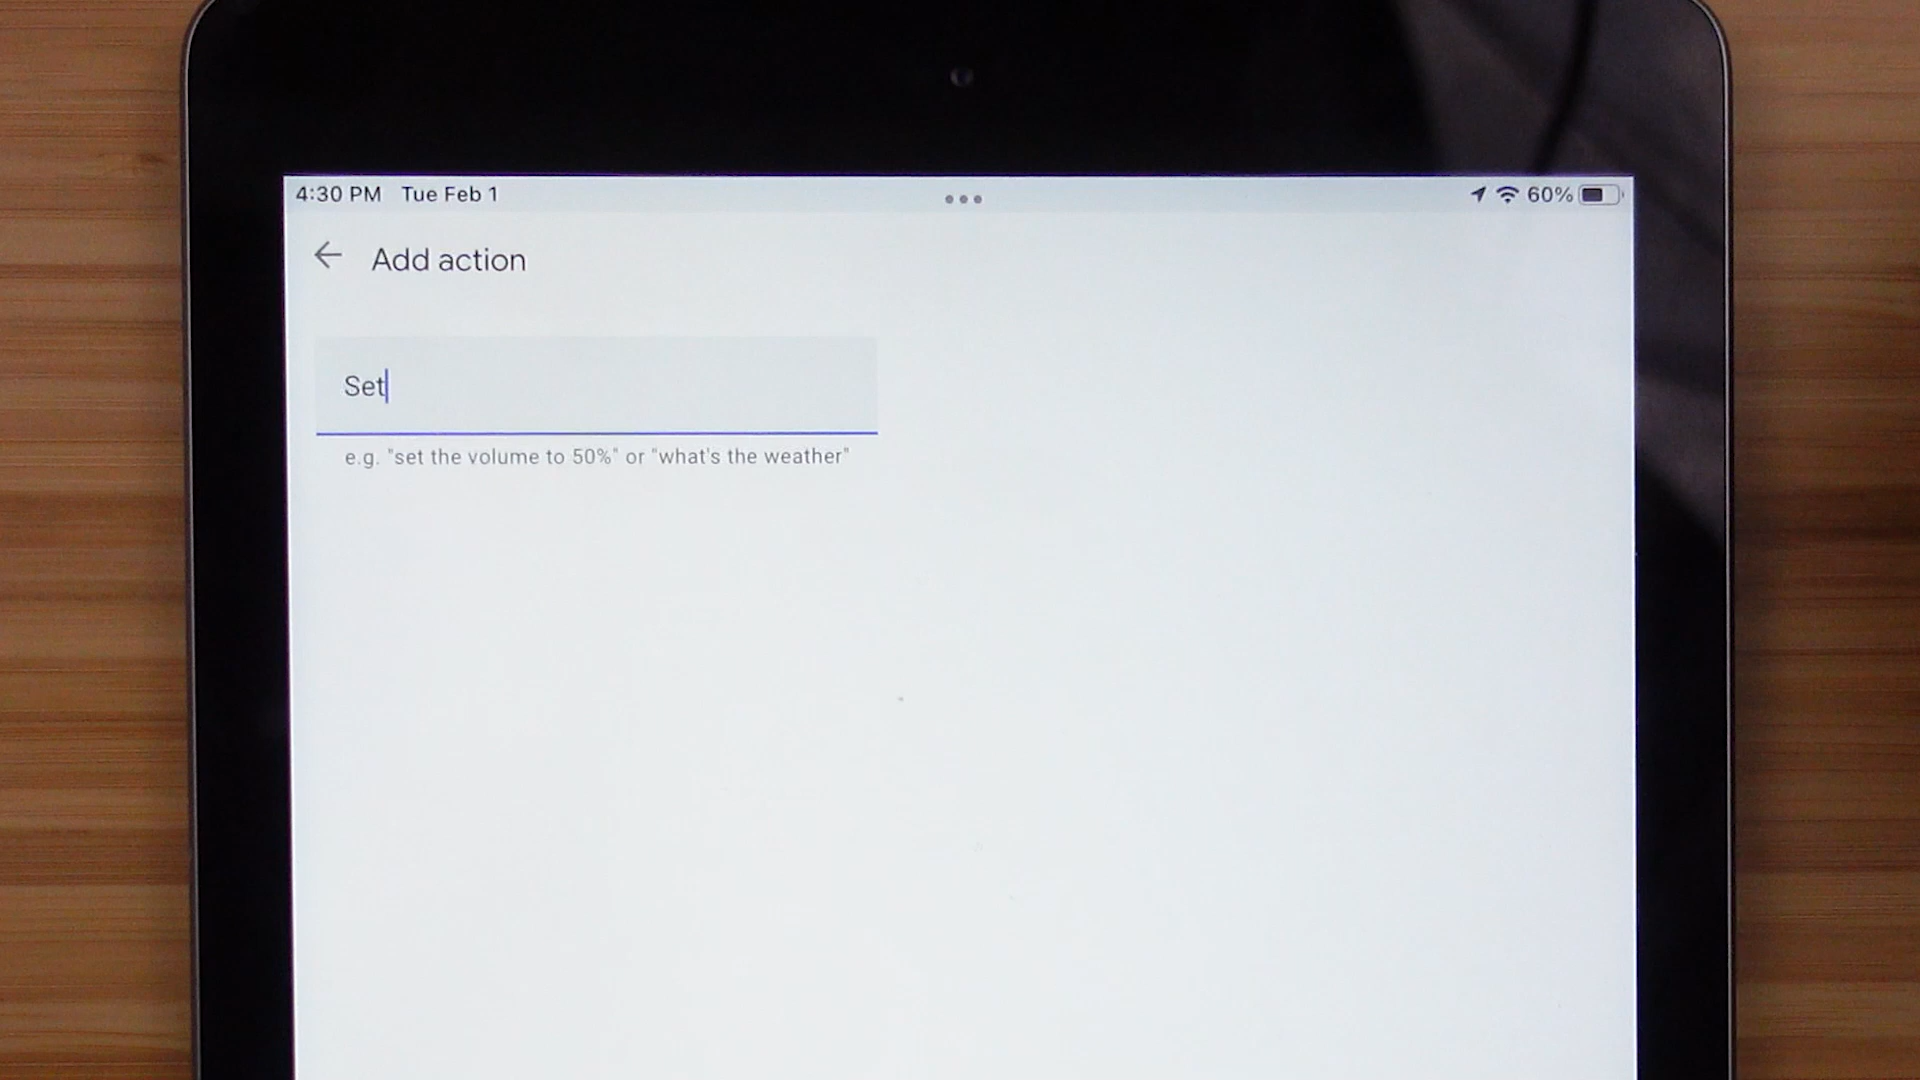 4:30 PM Tue Feb 1
60%
Add action
Set
e.g. "set the volume to 50%" or "what's the weather"